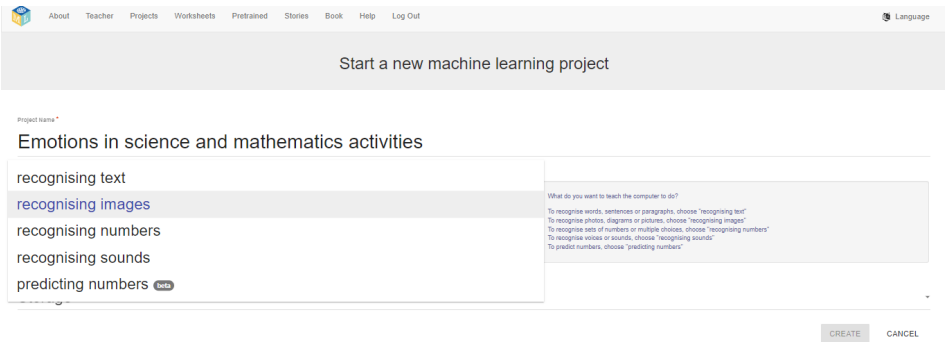 About Teacher Projects Worksheets Pretrained Stories Book Help Log Out Language
Start a new machine learning project
Project Name *
Emotions in science and mathematics activities
recognising text
recognising images
recognising numbers
recognising sounds
predicting numbers beta
What do you want to teach the computer to do?
To recognise words, sentences or paragraphs, choose "recognising text"
To recognise photos, diagrams or pictures, choose "recognising images"
To recognise sets of numbers or multiple choices, choose "recognising numbers"
To recognise voices or sounds, choose "recognising sounds"
To predict numbers, choose "predicting numbers"
CREATE CANCEL